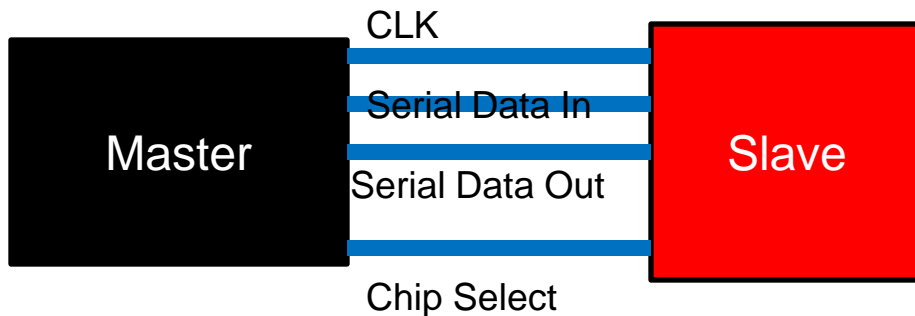 CLK
Serial Data In
Master
Slave
Serial Data Out
Chip Select